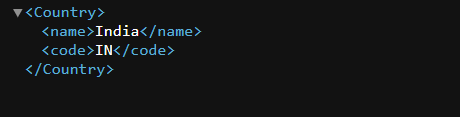 ▼<Country>
<name>India</name>
<code>IN</code>
</Country>